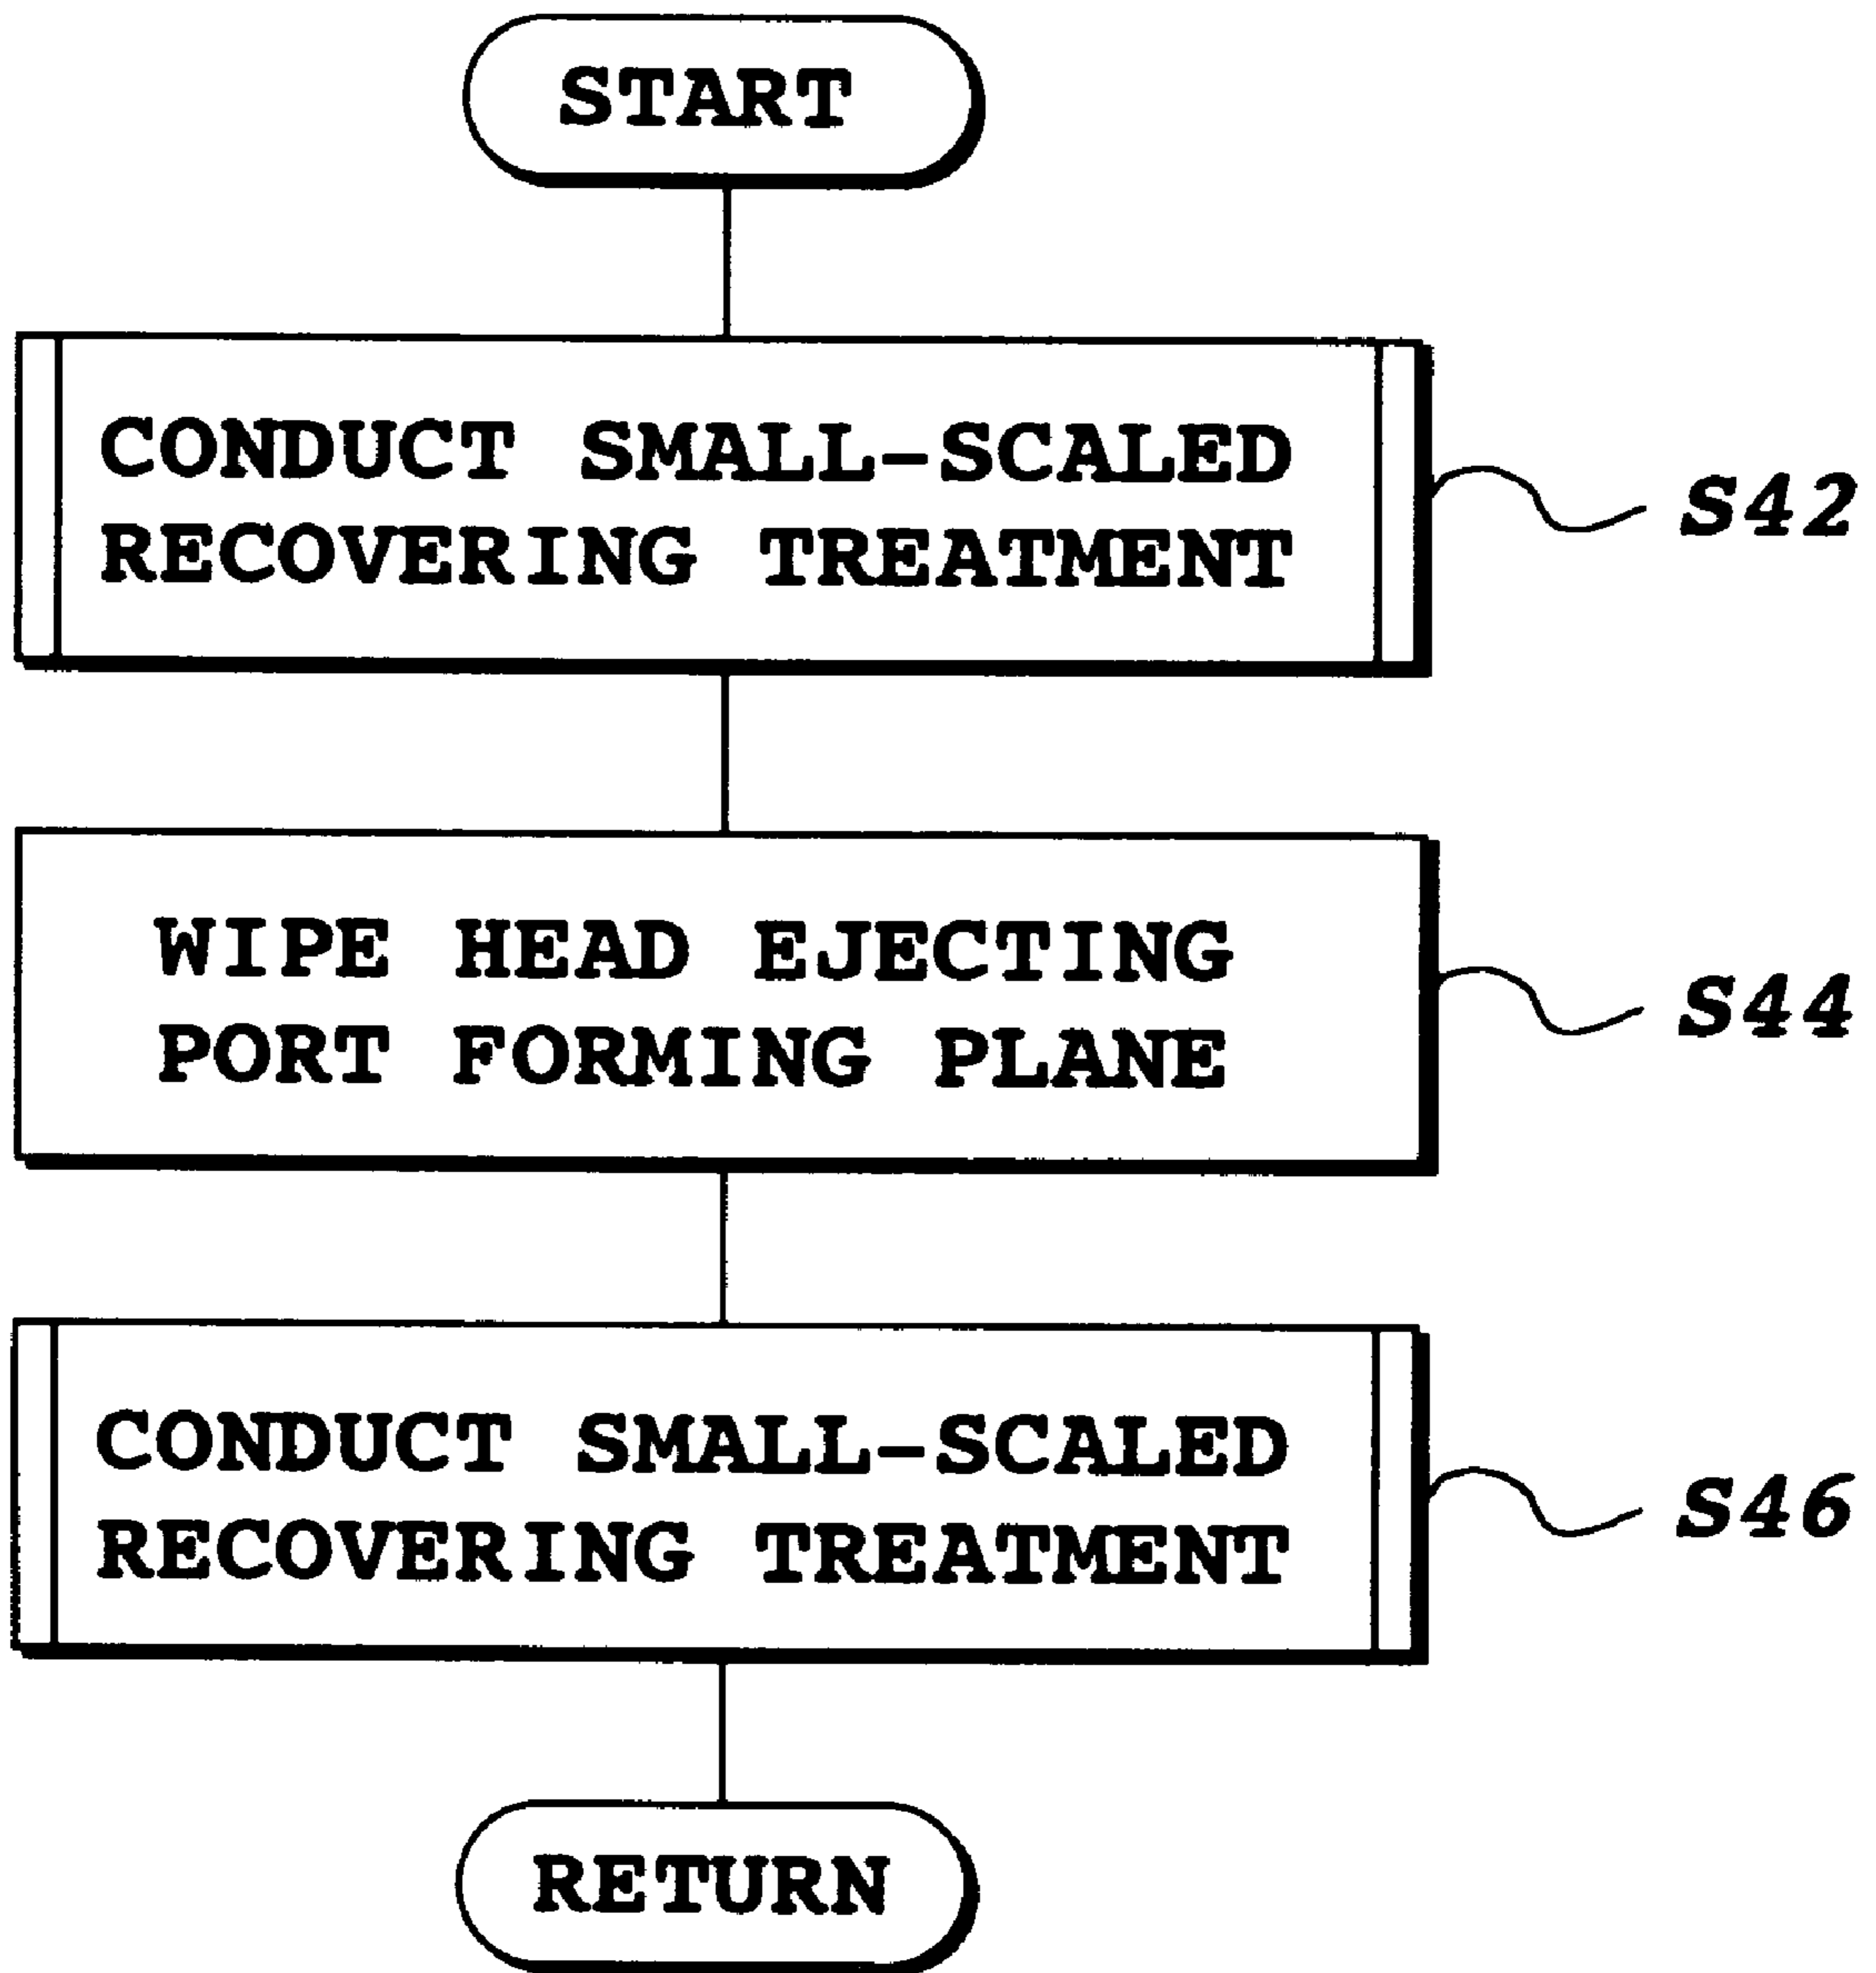 START
CONDUCT SMALL-SCALED
RECOVERING TREATMENT
S42
WIPE HEAD EJECTING
PORT FORMING PLANE
S44
CONDUCT SMALL-SCALED
RECOVERING TREATMENT
S46
RETURN